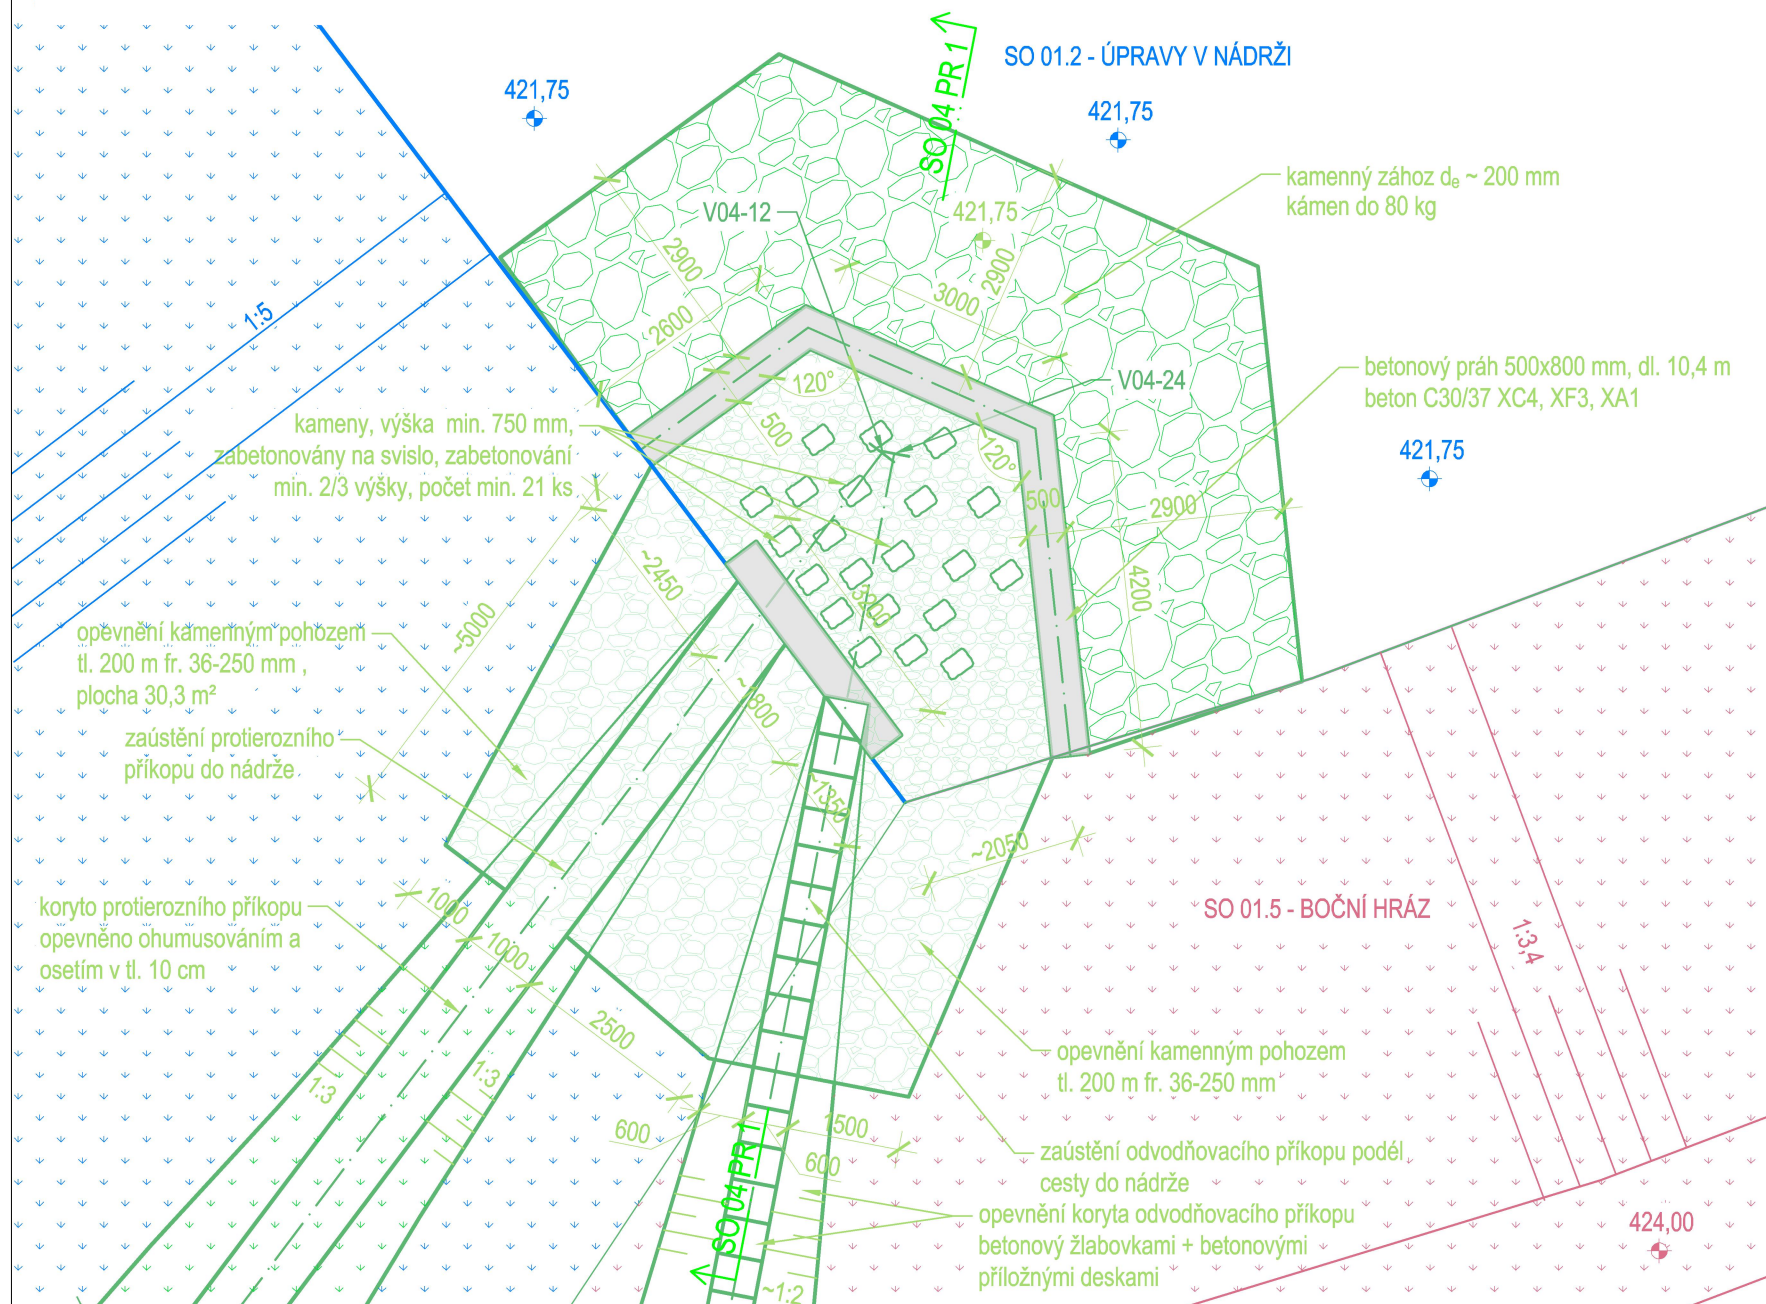 SO 01.2 - ÚPRAVY V NÁDRŽI
421,75
421,75
SO 04 PR 1
kamenný zához dₑ ~ 200 mm
kámen do 80 kg
V04-12
421,75
2900
2900
3000
2600
1:5
betonový práh 500x800 mm, dl. 10,4 m
beton C30/37 XC4, XF3, XA1
V04-24
120°
kameny, výška min. 750 mm,
zabetonovány na svislo, zabetonování
min. 2/3 výšky, počet min. 21 ks
500
120°
421,75
500
2900
~2450
4200
3200
~5000
opevnění kamenným pohozem
tl. 200 m fr. 36-250 mm ,
plocha 30,3 m²
zaústění protierozního
příkopu do nádrže
~1800
~7350
~2050
koryto protierozního příkopu
opevněno ohumusováním a
osetím v tl. 10 cm
1000
1000
2500
SO 01.5 - BOČNÍ HRÁZ
1:3,4
1:3
1:3
opevnění kamenným pohozem
tl. 200 m fr. 36-250 mm
600
1500
600
zaústění odvodňovacího příkopu podél
cesty do nádrže
SO 04 PR 1
opevnění koryta odvodňovacího příkopu
betonový žlabovkami + betonovými
příložnými deskami
424,00
~1:2